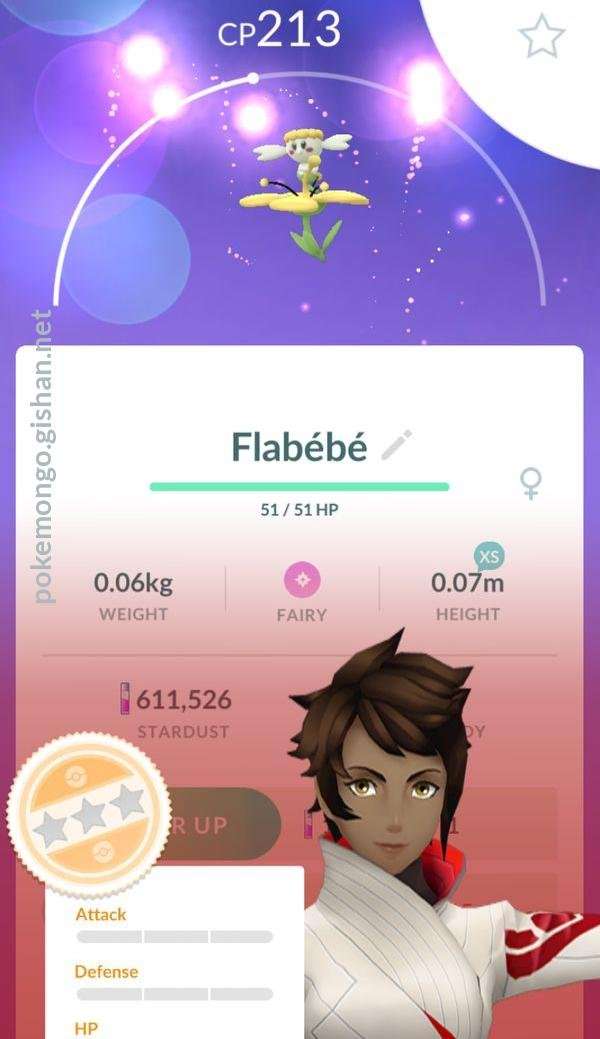 CP213
pokemongo.gishan.net
Flabébé
51 / 51 HP
XS
0.06kg
0.07m
WEIGHT
FAIRY
HEIGHT
611,526
STARDUST
DY
R UP
1
Attack
Defense
HP